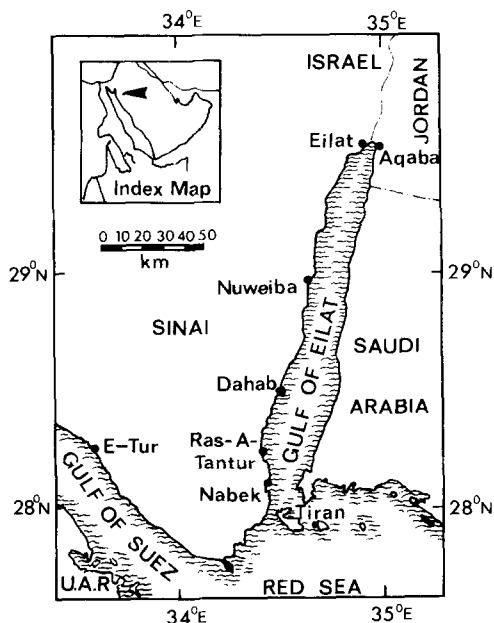 34°E
35°E
ISRAEL
JORDAN
Eilat
Aqaba
Index Map
0 10 20 30 40 50
km
29°N
29°N
Nuweiba
SINAI
GULF OF EILAT
SAUDI
ARABIA
Dahab
E-Tur
Ras-A-
Tantur
Nabek
28°N
28°N
Tiran
GULF OF SUEZ
U.A.R.
RED SEA
34°E
35°E